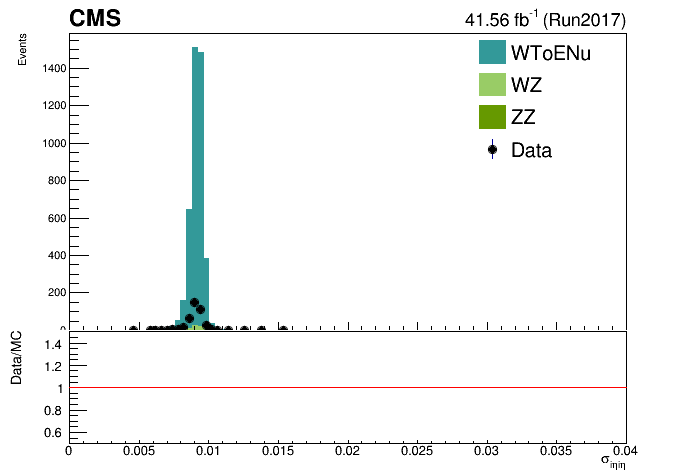 CMS
41.56 fb-1 (Run2017)
Events
1400
1200
1000
800
600
400
200
0
WToENu
WZ
ZZ
Data
Data/MC
1.4
1.2
1
0.8
0.6
0
0.005
0.01
0.015
0.02
0.025
0.03
0.035
0.04
σiηiη